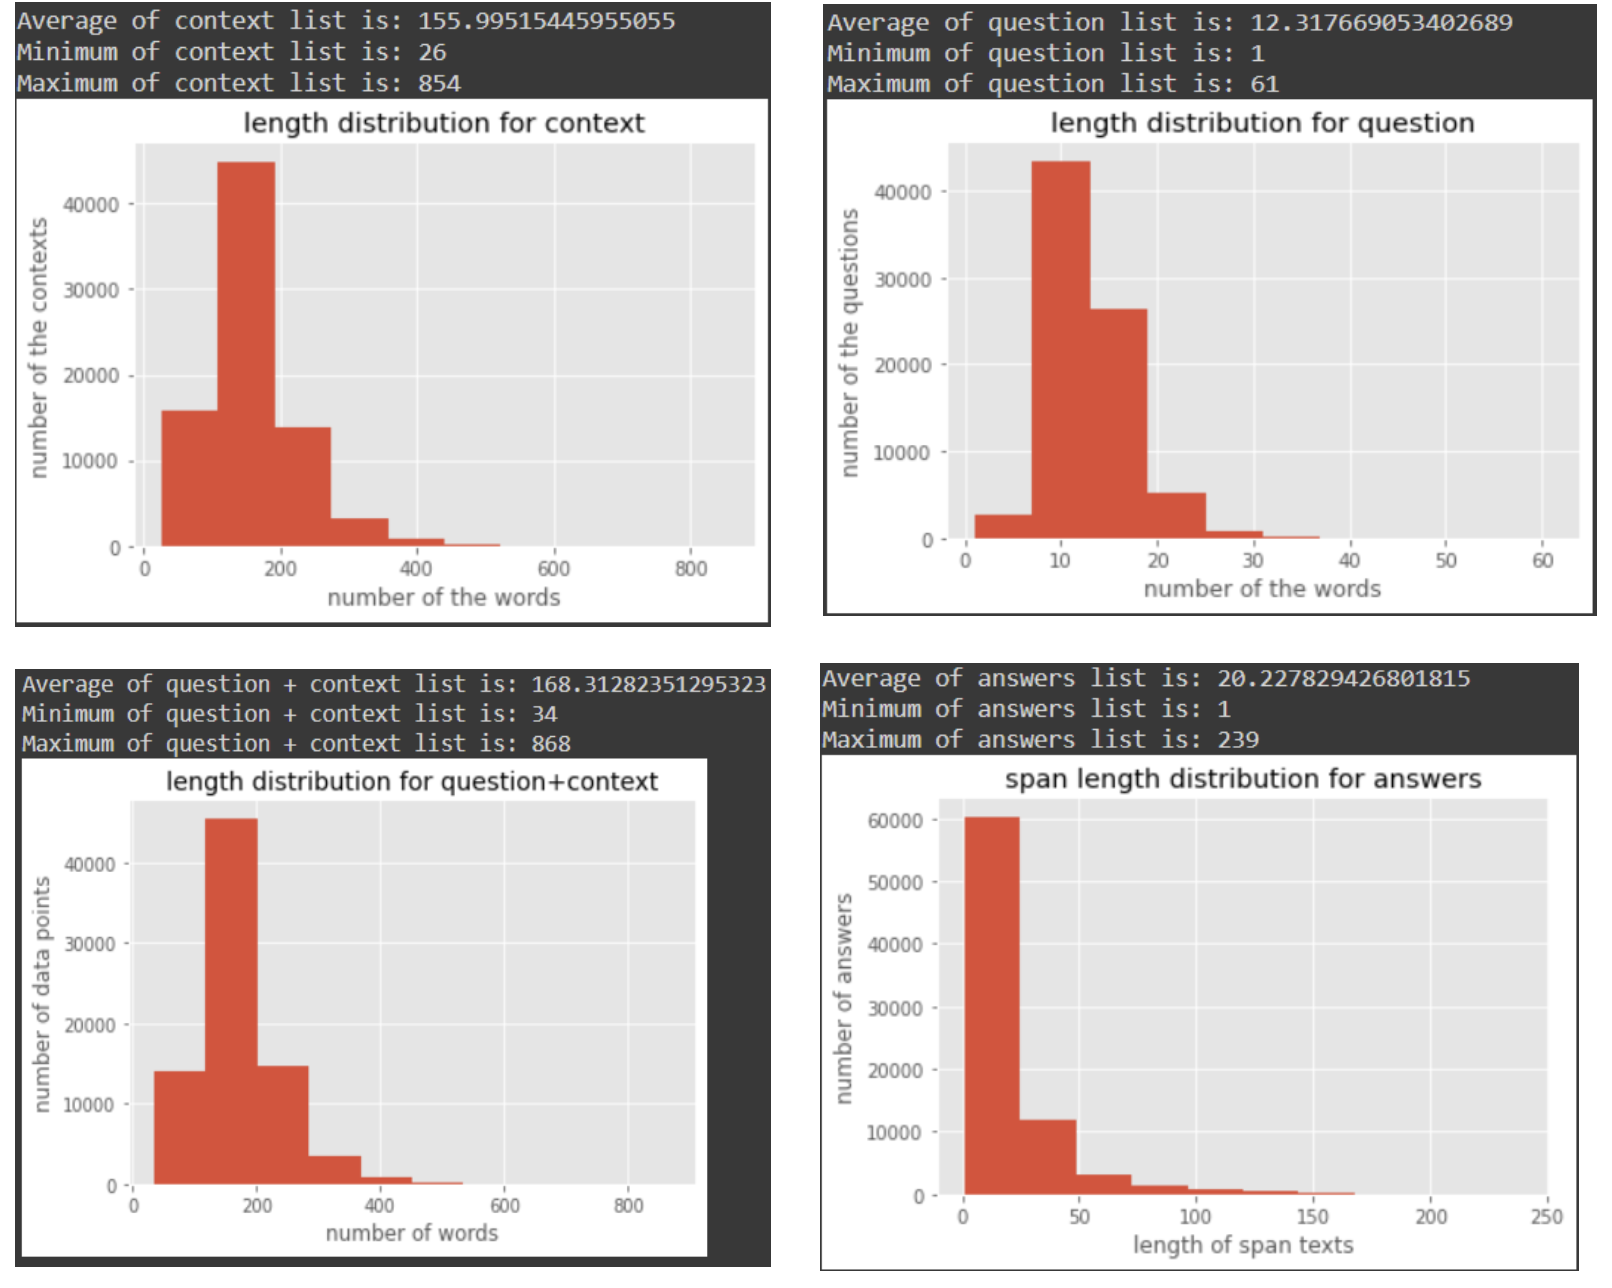 Average of context list is: 155.99515445955055
Minimum of context list is: 26
Maximum of context list is: 854
length distribution for context
number of the contexts
40000
30000
20000
10000
0
0 200 400 600 800
number of the words
Average of question list is: 12.317669053402689
Minimum of question list is: 1
Maximum of question list is: 61
length distribution for question
number of the questions
40000
30000
20000
10000
0
0 10 20 30 40 50 60
number of the words
Average of question + context list is: 168.31282351295323
Minimum of question + context list is: 34
Maximum of question + context list is: 868
length distribution for question+context
number of data points
40000
30000
20000
10000
0
0 200 400 600 800
number of words
Average of answers list is: 20.227829426801815
Minimum of answers list is: 1
Maximum of answers list is: 239
span length distribution for answers
number of answers
60000
50000
40000
30000
20000
10000
0
0 50 100 150 200 250
length of span texts